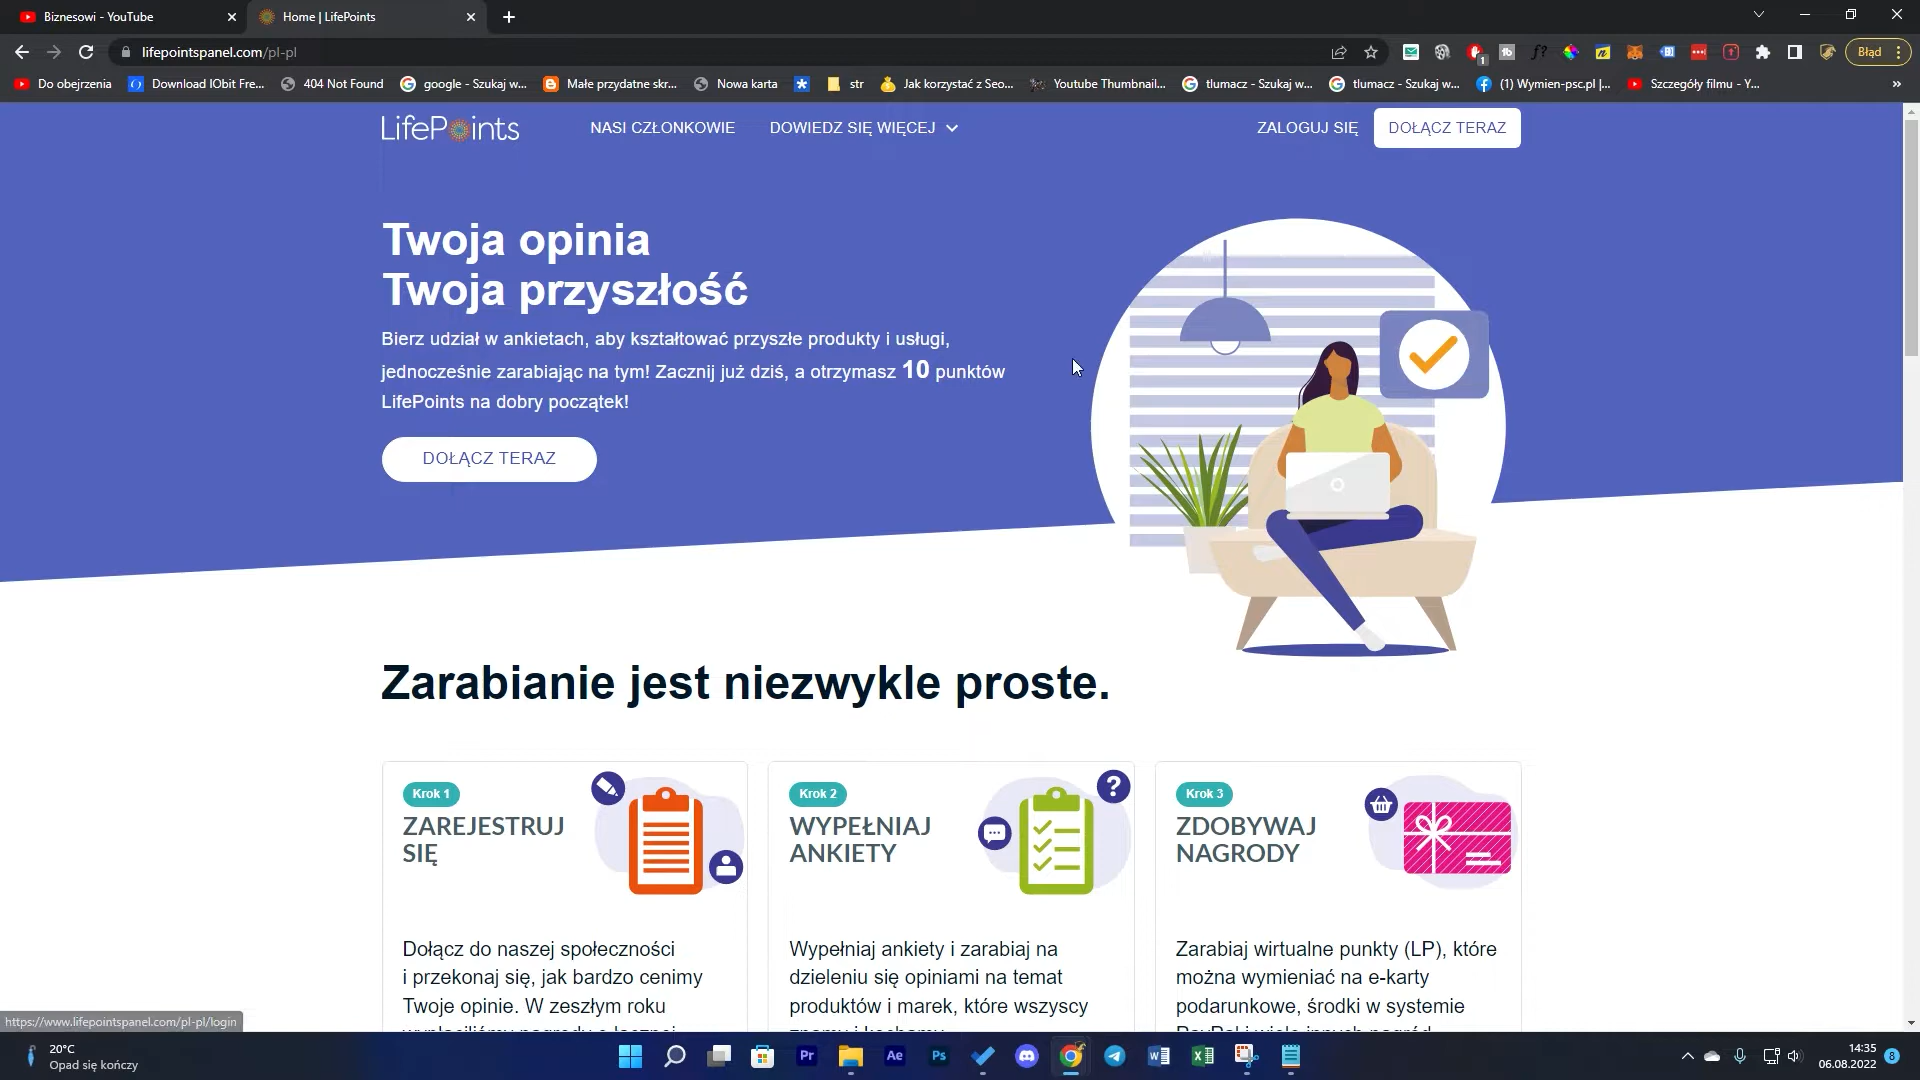 Biznesowi - YouTube
Home | LifePoints
lifepointspanel.com/pl-pl
1
Błąd
Do obejrzenia
Download IObit Fre...
404 Not Found
google - Szukaj w...
Małe przydatne skr...
Nowa karta
str
Jak korzystać z Seo...
Youtube Thumbnail...
tlumacz - Szukaj w...
tlumacz - Szukaj w...
(1) Wymien-psc.pl |...
Szczegóły filmu - Y...
»
LifePoints
NASI CZŁONKOWIE
DOWIEDZ SIĘ WIĘCEJ
ZALOGUJ SIĘ
DOŁĄCZ TERAZ
Twoja opinia
Twoja przyszłość
Bierz udział w ankietach, aby kształtować przyszłe produkty i usługi,
jednocześnie zarabiając na tym! Zacznij już dziś, a otrzymasz 10 punktów
LifePoints na dobry początek!
DOŁĄCZ TERAZ
Zarabianie jest niezwykle proste.
Krok 1
ZAREJESTRUJ
SIĘ
Dołącz do naszej społeczności
i przekonaj się, jak bardzo cenimy
Twoje opinie. W zeszłym roku
Krok 2
WYPEŁNIAJ
ANKIETY
?
Wypełniaj ankiety i zarabiaj na
dzieleniu się opiniami na temat
produktów i marek, które wszyscy
Krok 3
ZDOBYWAJ
NAGRODY
Zarabiaj wirtualne punkty (LP), które
można wymieniać na e-karty
podarunkowe, środki w systemie
https://www.lifepointspanel.com/pl-pl/login
20°C
Opad się kończy
Pr
Ae
Ps
14:35
06.08.2022
8